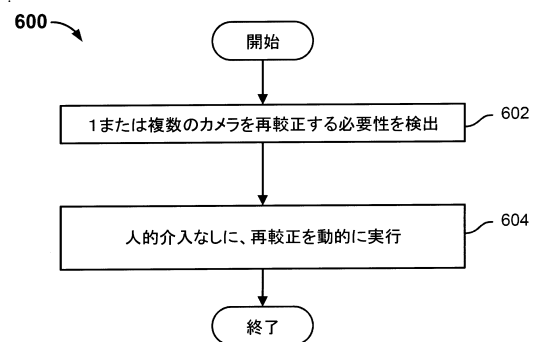 600
開始
1または複数のカメラを再較正する必要性を検出
602
人的介入なしに、再較正を動的に実行
604
終了